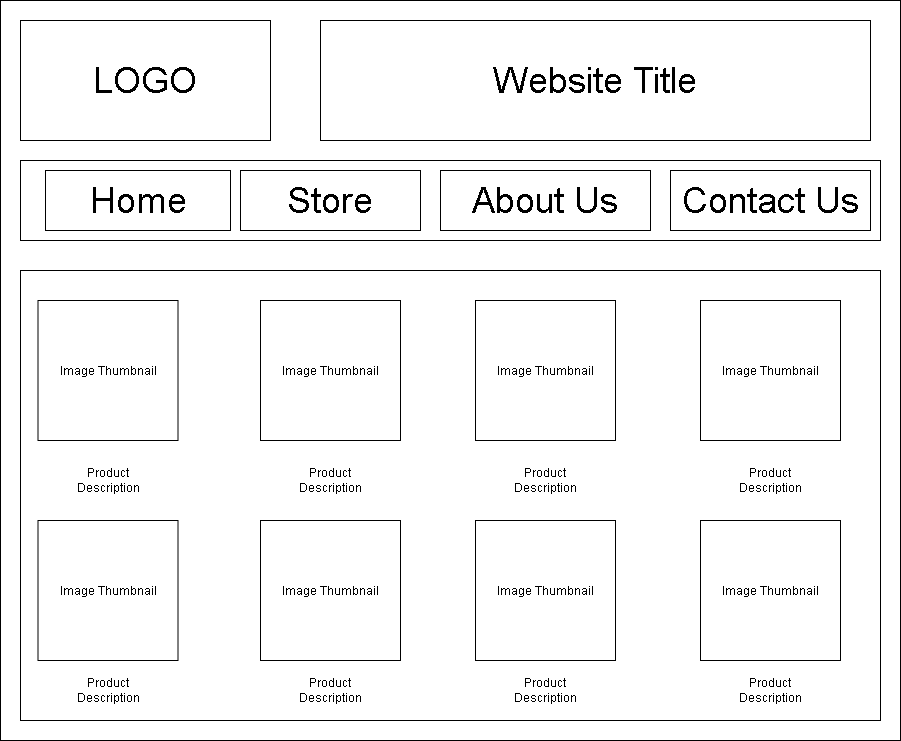 LOGO
Website Title
Home
Store
About Us
Contact Us
Image Thumbnail
Image Thumbnail
Image Thumbnail
Image Thumbnail
Product
Description
Product
Description
Product
Description
Product
Description
Image Thumbnail
Image Thumbnail
Image Thumbnail
Image Thumbnail
Product
Description
Product
Description
Product
Description
Product
Description